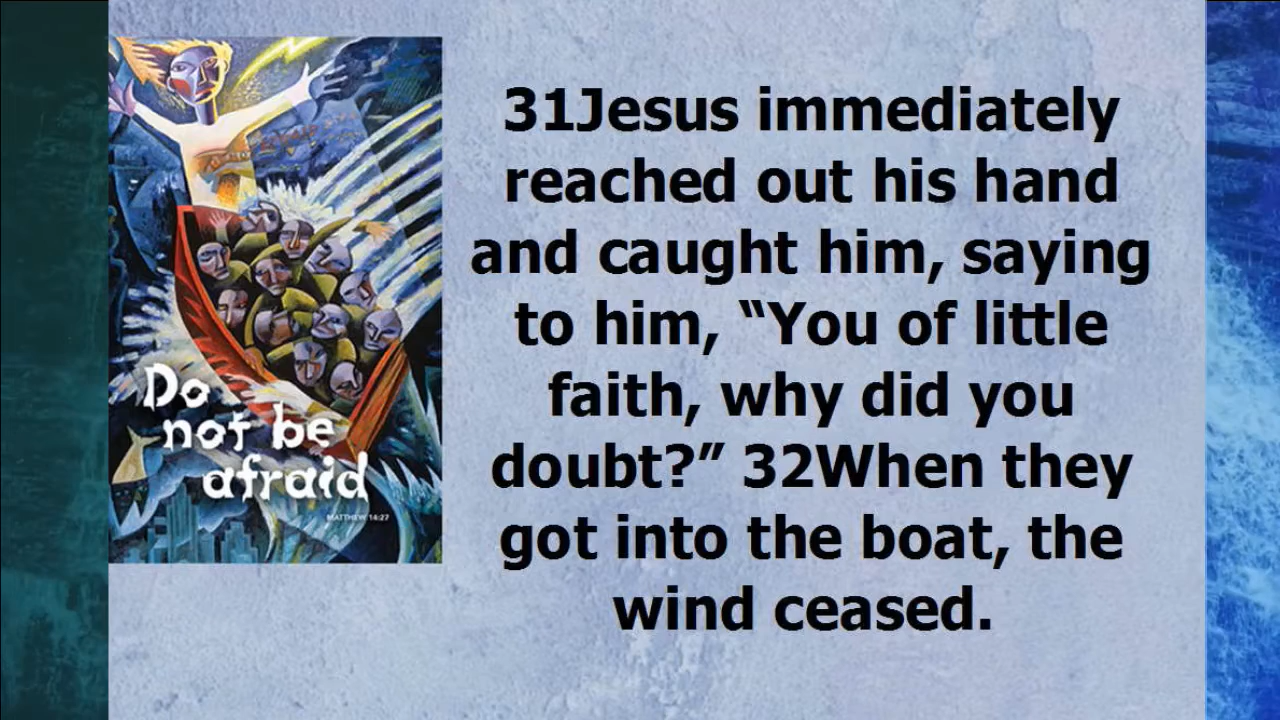 Do
not be
afraid
MATTHEW 14:27
31Jesus immediately
reached out his hand
and caught him, saying
to him, “You of little
faith, why did you
doubt?” 32When they
got into the boat, the
wind ceased.